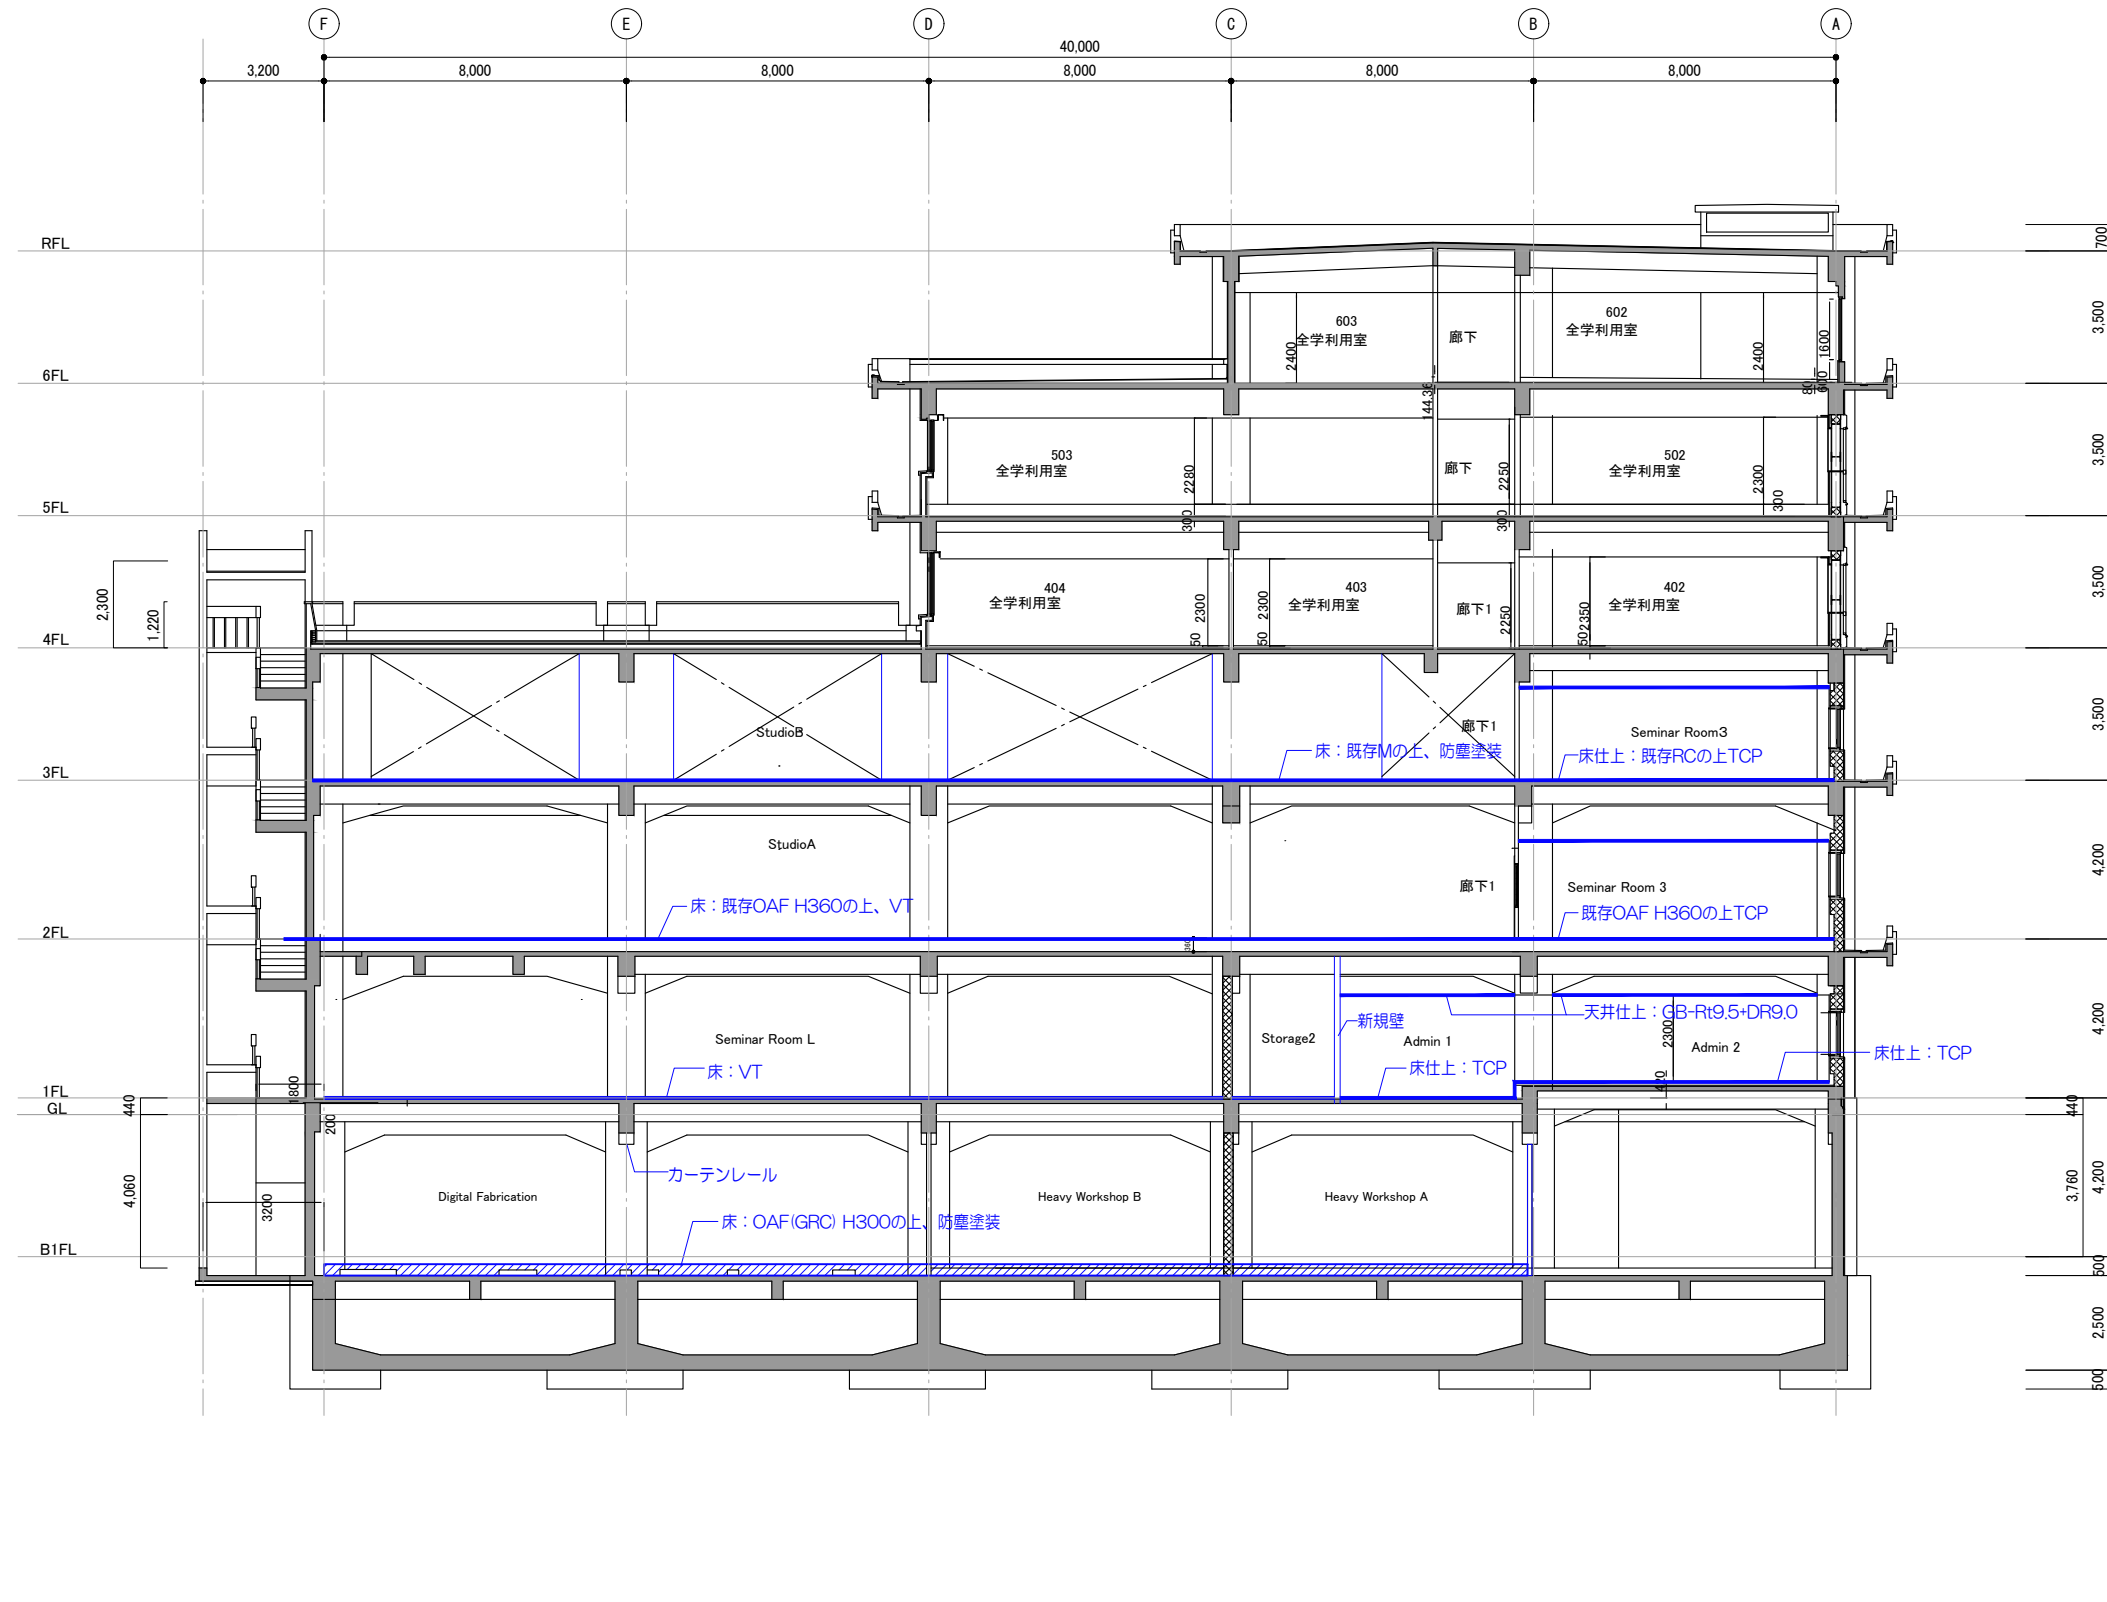 F E D C B A
40,000
3,200 8,000 8,000 8,000 8,000 8,000
RFL
700
3,500
603
全学利用室
廊下
602
全学利用室
2400
2400
1600
6FL
80
600
144.36
3,500
503
全学利用室
廊下
502
全学利用室
2280
2250
2300
300
300
300
5FL
3,500
404
全学利用室
403
全学利用室
廊下1
402
全学利用室
2300
50
2300
50
2250
2350
50
2,300
1,220
4FL
3,500
StudioB
廊下1
Seminar Room3
床：既存Mの上、防塵塗装
床仕上：既存RCの上TCP
3FL
4,200
StudioA
廊下1
Seminar Room 3
床：既存OAF H360の上、VT
既存OAF H360の上TCP
2FL
360
4,200
Seminar Room L
Storage2
新規壁
Admin 1
天井仕上：GB-Rt9.5+DR9.0
2300
Admin 2
床：VT
床仕上：TCP
床仕上：TCP
420
1FL
GL
440
1800
200
440
カーテンレール
4,060
3200
Digital Fabrication
Heavy Workshop B
Heavy Workshop A
3,760
4,200
床：OAF(GRC) H300の上、防塵塗装
B1FL
500
2,500
500